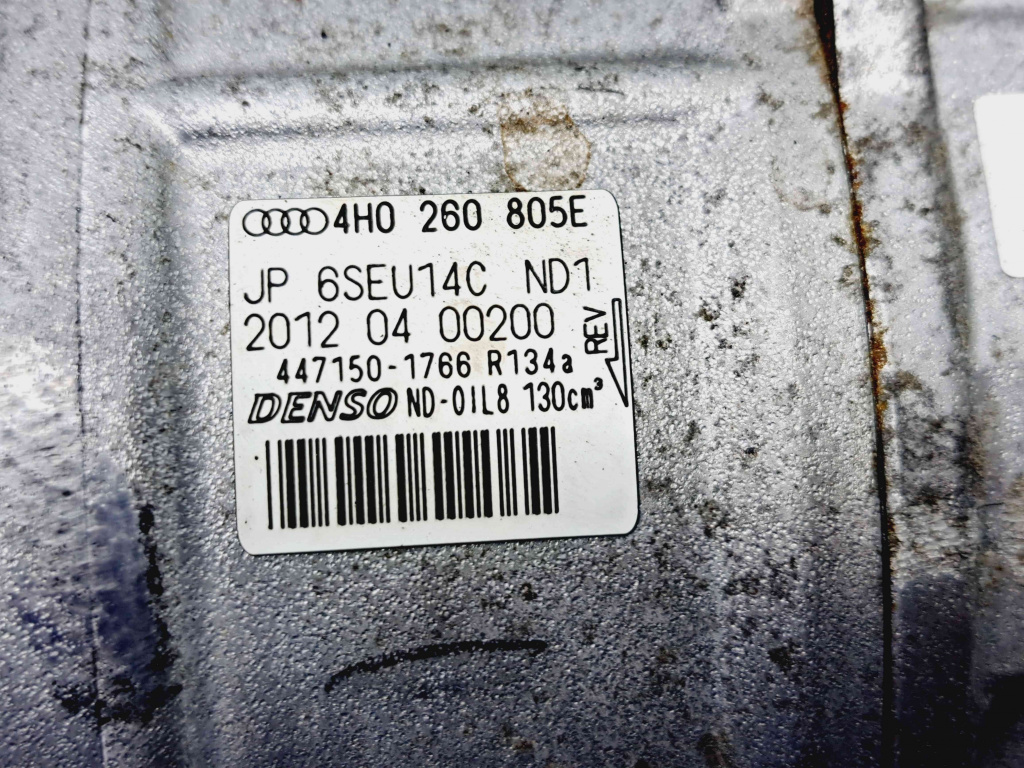 4H0 260 805E
JP 6SEU14C ND1
2012 04 00200
REV
447150-1766 R134a
DENSO ND-OIL8 130cm³